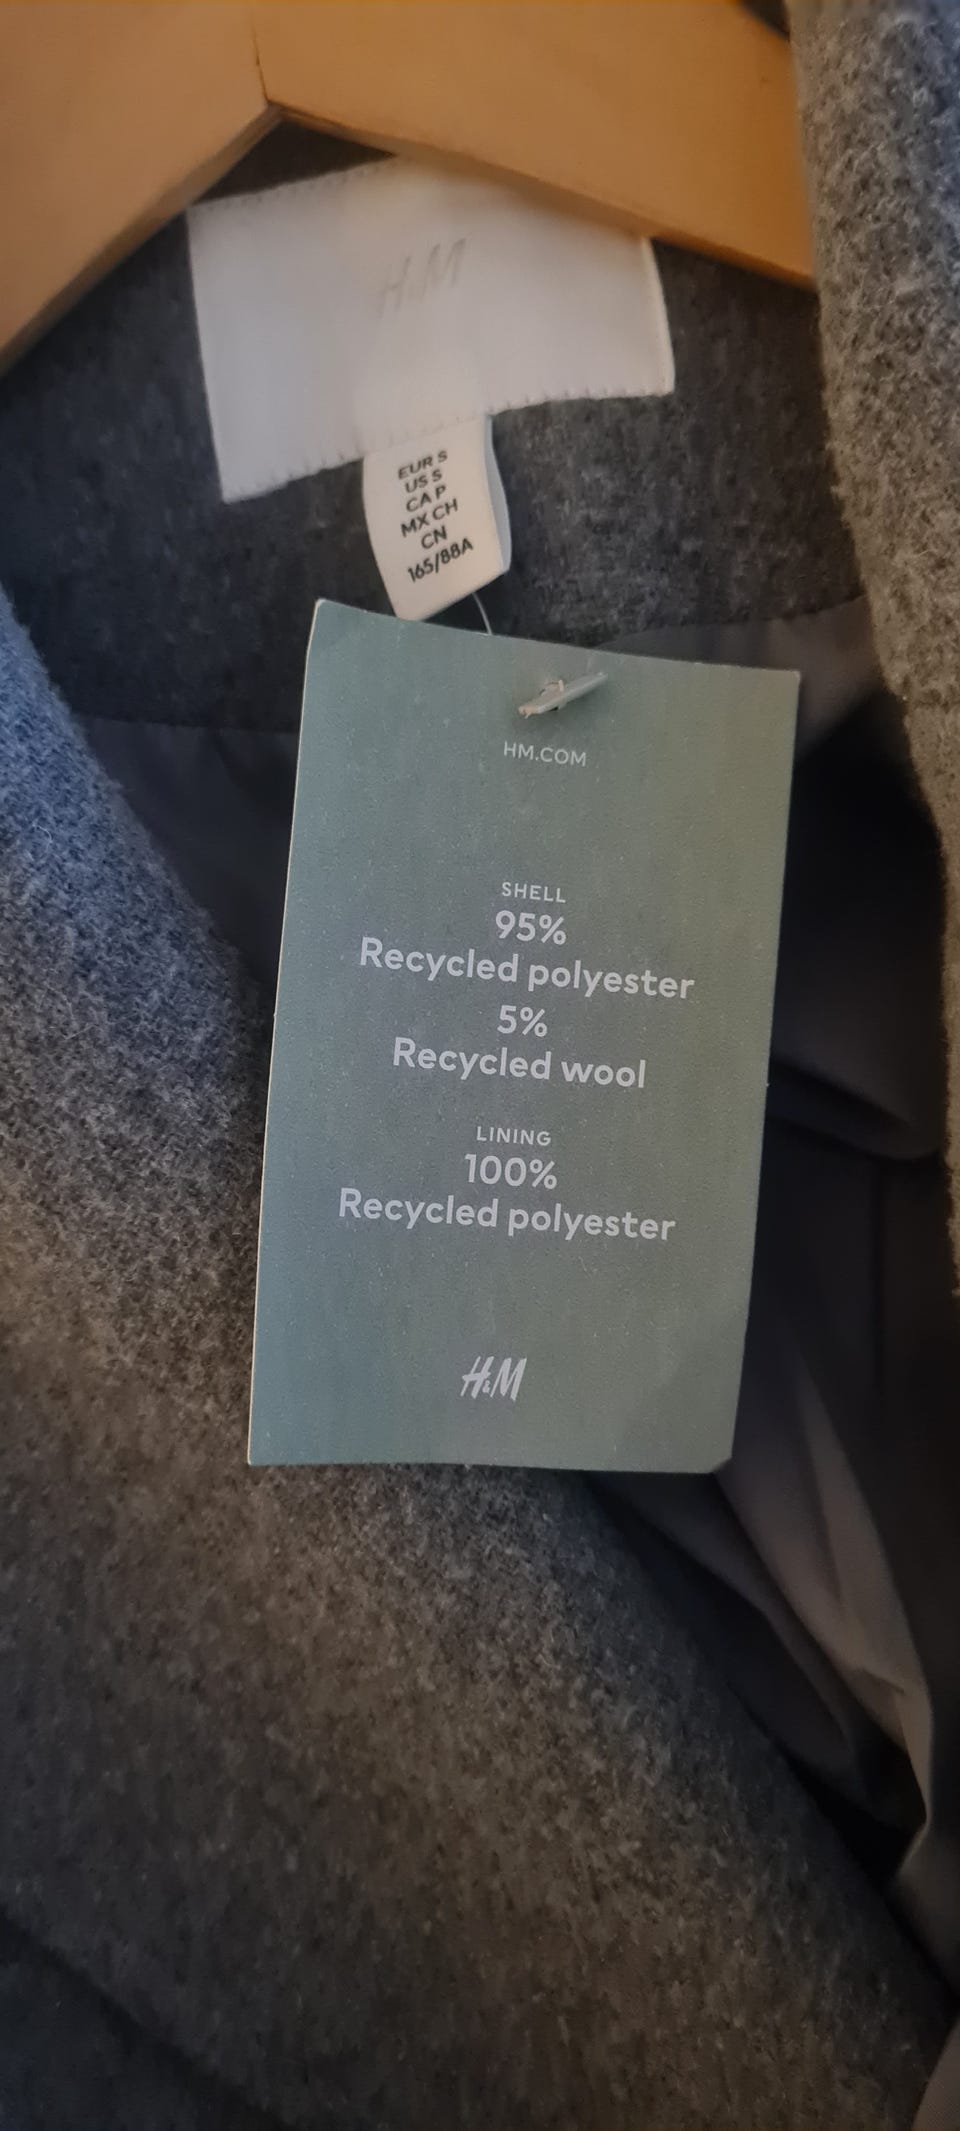 H&M
EUR S
US S
CA P
MX CH
CN
165/88A
HM.COM
SHELL
95%
Recycled polyester
5%
Recycled wool
LINING
100%
Recycled polyester
H&M